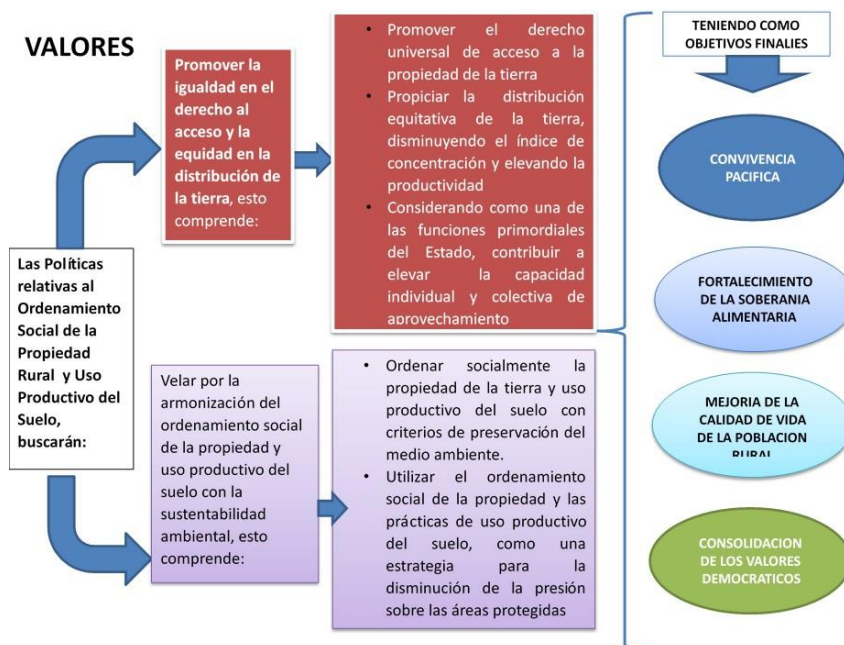 VALORES
Las Políticas
relativas al
Ordenamiento
Social de la
Propiedad
Rural y Uso
Productivo del
Suelo,
buscarán:
Promover la
igualdad en el
derecho al
acceso y la
equidad en la
distribución de
la tierra, esto
comprende:
• Promover el derecho
universal de acceso a la
propiedad de la tierra
• Propiciar la distribución
equitativa de la tierra,
disminuyendo el índice de
concentración y elevando la
productividad
• Considerando como una de
las funciones primordiales
del Estado, contribuir a
elevar la capacidad
individual y colectiva de
aprovechamiento
Velar por la
armonización del
ordenamiento social
de la propiedad y
uso productivo del
suelo con la
sustentabilidad
ambiental, esto
comprende:
• Ordenar socialmente la
propiedad de la tierra y uso
productivo del suelo con
criterios de preservación del
medio ambiente.
• Utilizar el ordenamiento
social de la propiedad y las
prácticas de uso productivo
del suelo, como una
estrategia para la
disminución de la presión
sobre las áreas protegidas
TENIENDO COMO
OBJETIVOS FINALIES
CONVIVENCIA
PACIFICA
FORTALECIMIENTO
DE LA SOBERANIA
ALIMENTARIA
MEJORIA DE LA
CALIDAD DE VIDA
DE LA POBLACION
RURAL
CONSOLIDACION
DE LOS VALORES
DEMOCRATICOS